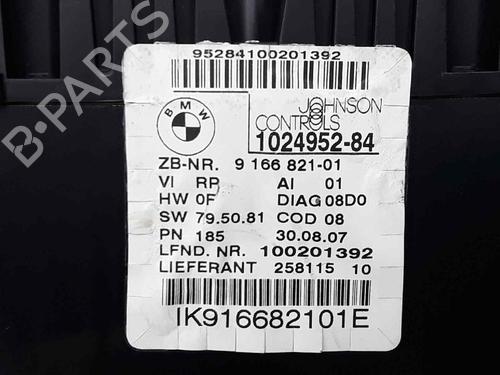 95284100201392
BMW
JOHNSON CONTROLS
1024952-84
ZB-NR. 9 166 821-01
VI RP AI 01
HW 0F DIAG 08D0
SW 79.50.81 COD 08
PN 185 30.08.07
LFND. NR. 100201392
LIEFERANT 258115 10
IK916682101E
B-PARTS